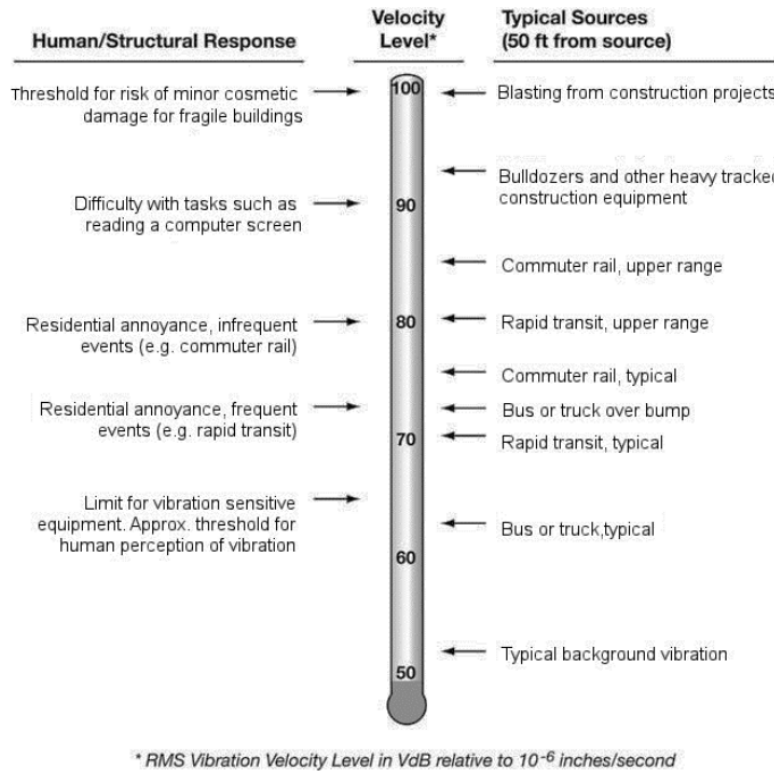 Human/Structural Response
Velocity
Level*
Typical Sources
(50 ft from source)
Threshold for risk of minor cosmetic
damage for fragile buildings
Difficulty with tasks such as
reading a computer screen
Residential annoyance, infrequent
events (e.g. commuter rail)
Residential annoyance, frequent
events (e.g. rapid transit)
Limit for vibration sensitive
equipment. Approx. threshold for
human perception of vibration
100
90
80
70
60
50
Blasting from construction projects
Bulldozers and other heavy tracked
construction equipment
Commuter rail, upper range
Rapid transit, upper range
Commuter rail, typical
Bus or truck over bump
Rapid transit, typical
Bus or truck,typical
Typical background vibration
* RMS Vibration Velocity Level in VdB relative to 10⁻⁶ inches/second